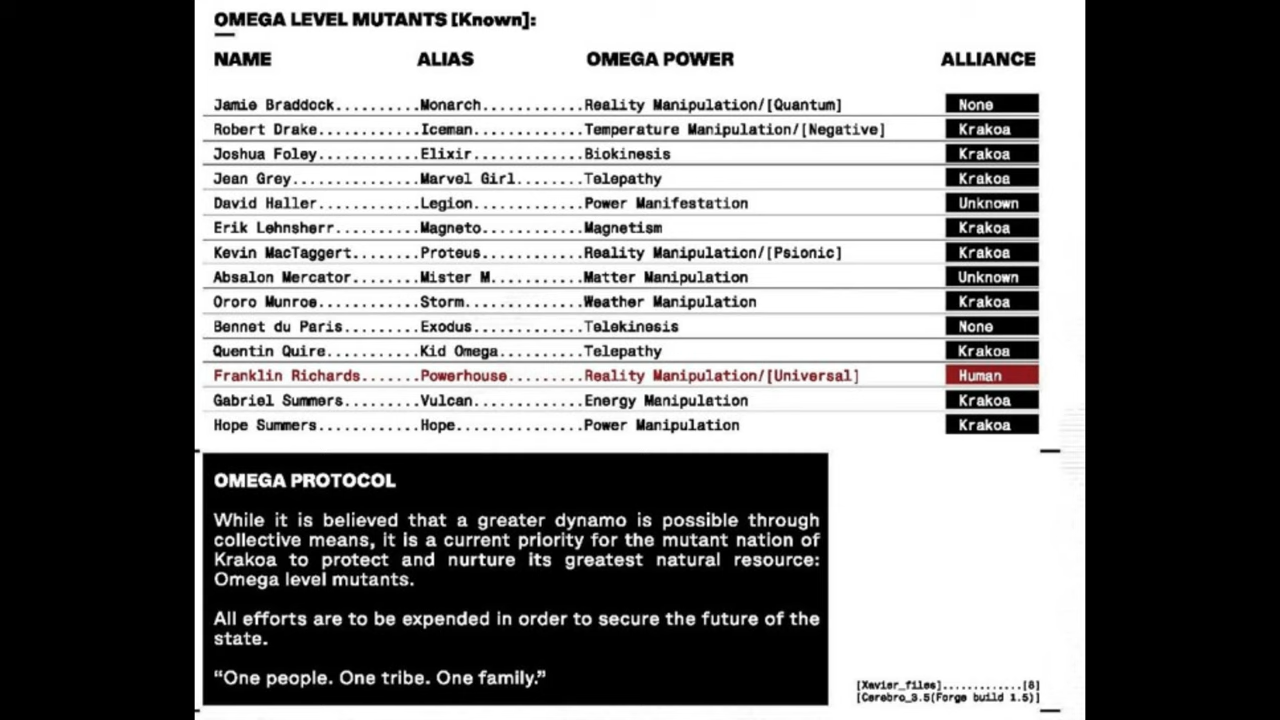 OMEGA LEVEL MUTANTS [Known]:
NAME ALIAS OMEGA POWER ALLIANCE
Jamie Braddock..........Monarch............Reality Manipulation/[Quantum] None
Robert Drake............Iceman.............Temperature Manipulation/[Negative] Krakoa
Joshua Foley............Elixir.............Biokinesis Krakoa
Jean Grey...............Marvel Girl........Telepathy Krakoa
David Haller............Legion.............Power Manifestation Unknown
Erik Lehnsherr..........Magneto............Magnetism Krakoa
Kevin MacTaggert........Proteus............Reality Manipulation/[Psionic] Krakoa
Absalon Mercator........Mister M...........Matter Manipulation Unknown
Ororo Munroe............Storm..............Weather Manipulation Krakoa
Bennet du Paris.........Exodus.............Telekinesis None
Quentin Quire...........Kid Omega..........Telepathy Krakoa
Franklin Richards.......Powerhouse.........Reality Manipulation/[Universal] Human
Gabriel Summers.........Vulcan.............Energy Manipulation Krakoa
Hope Summers............Hope...............Power Manipulation Krakoa
OMEGA PROTOCOL
While it is believed that a greater dynamo is possible through
collective means, it is a current priority for the mutant nation of
Krakoa to protect and nurture its greatest natural resource:
Omega level mutants.
All efforts are to be expended in order to secure the future of the
state.
“One people. One tribe. One family.”
[Xavier_files].............[8]
[Cerebro_3.5(Forge build 1.5)]